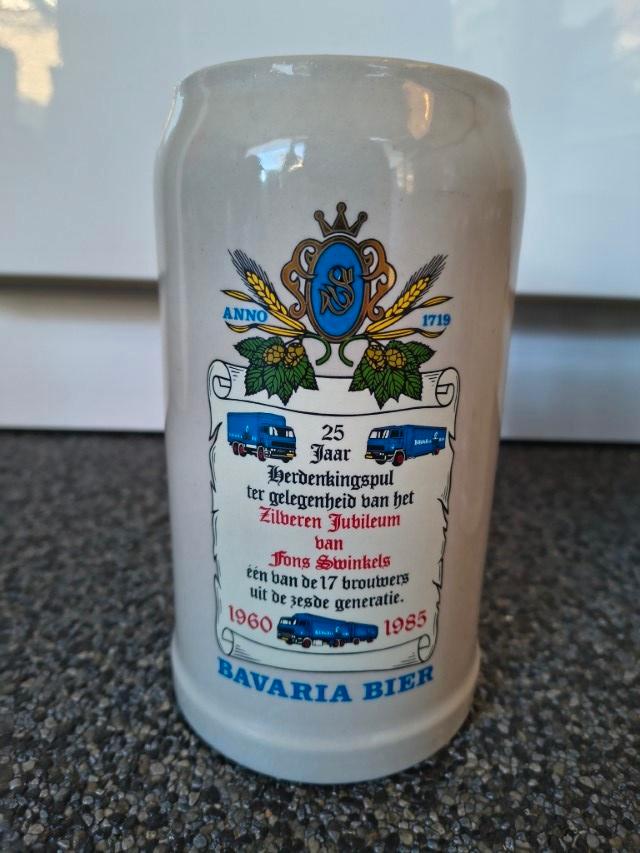 ANNO 1719
25
Jaar
Herdenkingspul
ter gelegenheid van het
Zilveren Jubileum
van
Fons Swinkels
één van de 17 brouwers
uit de zesde generatie.
1960 1985
BAVARIA BIER